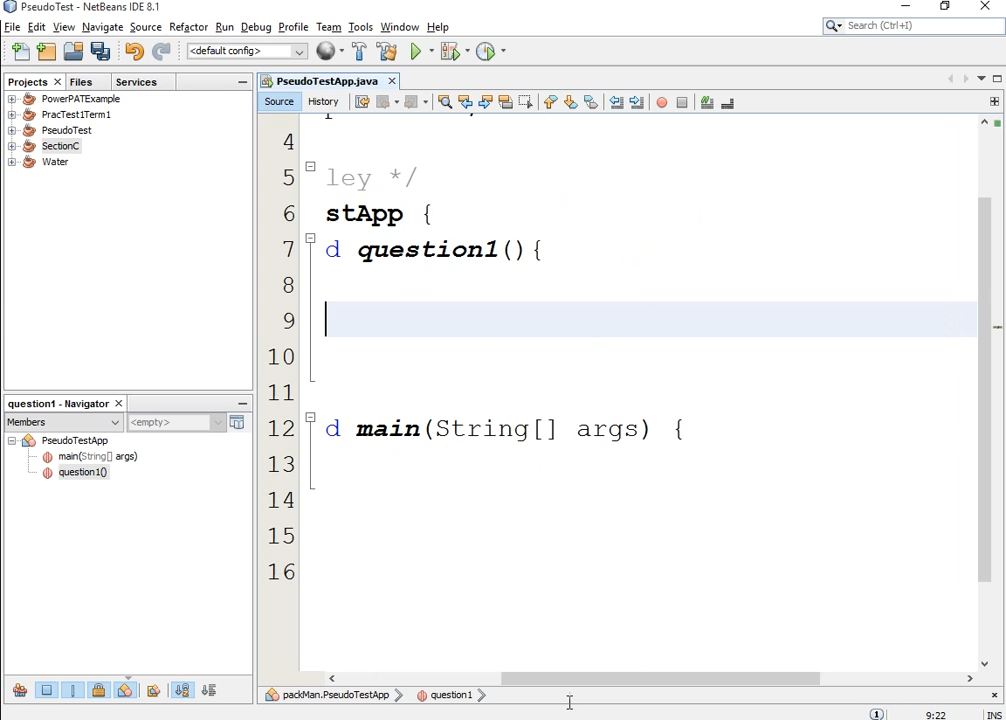 PseudoTest - NetBeans IDE 8.1
File Edit View Navigate Source Refactor Run Debug Profile Team Tools Window Help
Search (Ctrl+I)
<default config>
Projects Files Services
PseudoTestApp.java
Source History
PowerPATExample
PracTest1Term1
PseudoTest
SectionC
Water
4
5 ley */
6 stApp {
7 d question1(){
8
9
10
11
12 d main(String[] args) {
13
14
15
16
question1 - Navigator
Members <empty>
PseudoTestApp
main(String[] args)
question1()
packMan.PseudoTestApp question1
1 9:22 INS